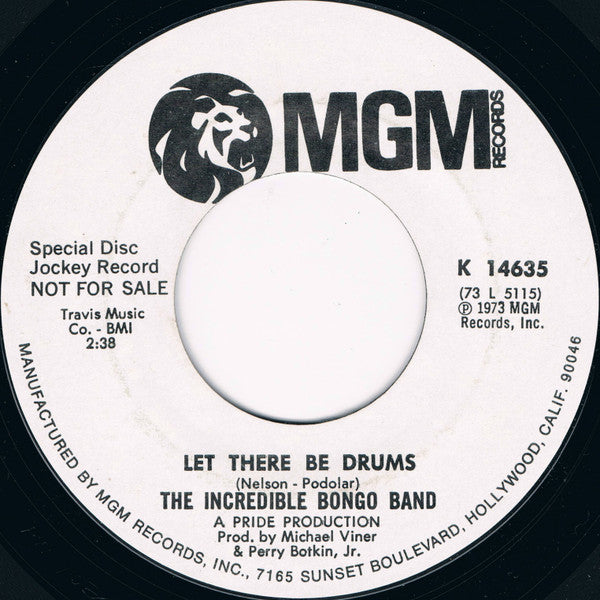 MGM
RECORDS
Special Disc
Jockey Record
NOT FOR SALE
Travis Music
Co. - BMI
2:38
K 14635
(73 L 5115)
℗ 1973 MGM
Records, Inc.
LET THERE BE DRUMS
(Nelson - Podolar)
THE INCREDIBLE BONGO BAND
A PRIDE PRODUCTION
Prod. by Michael Viner
& Perry Botkin, Jr.
MANUFACTURED BY MGM RECORDS, INC., 7165 SUNSET BOULEVARD, HOLLYWOOD, CALIF. 90046